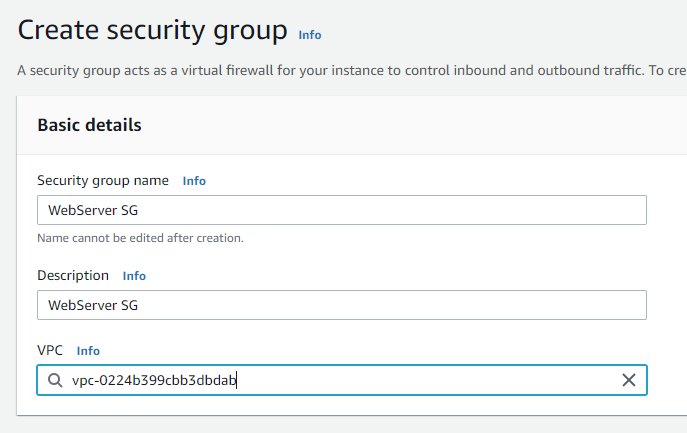 Create security group Info
A security group acts as a virtual firewall for your instance to control inbound and outbound traffic. To cre
Basic details
Security group name Info
WebServer SG
Name cannot be edited after creation.
Description Info
WebServer SG
VPC Info
vpc-0224b399cbb3dbdab